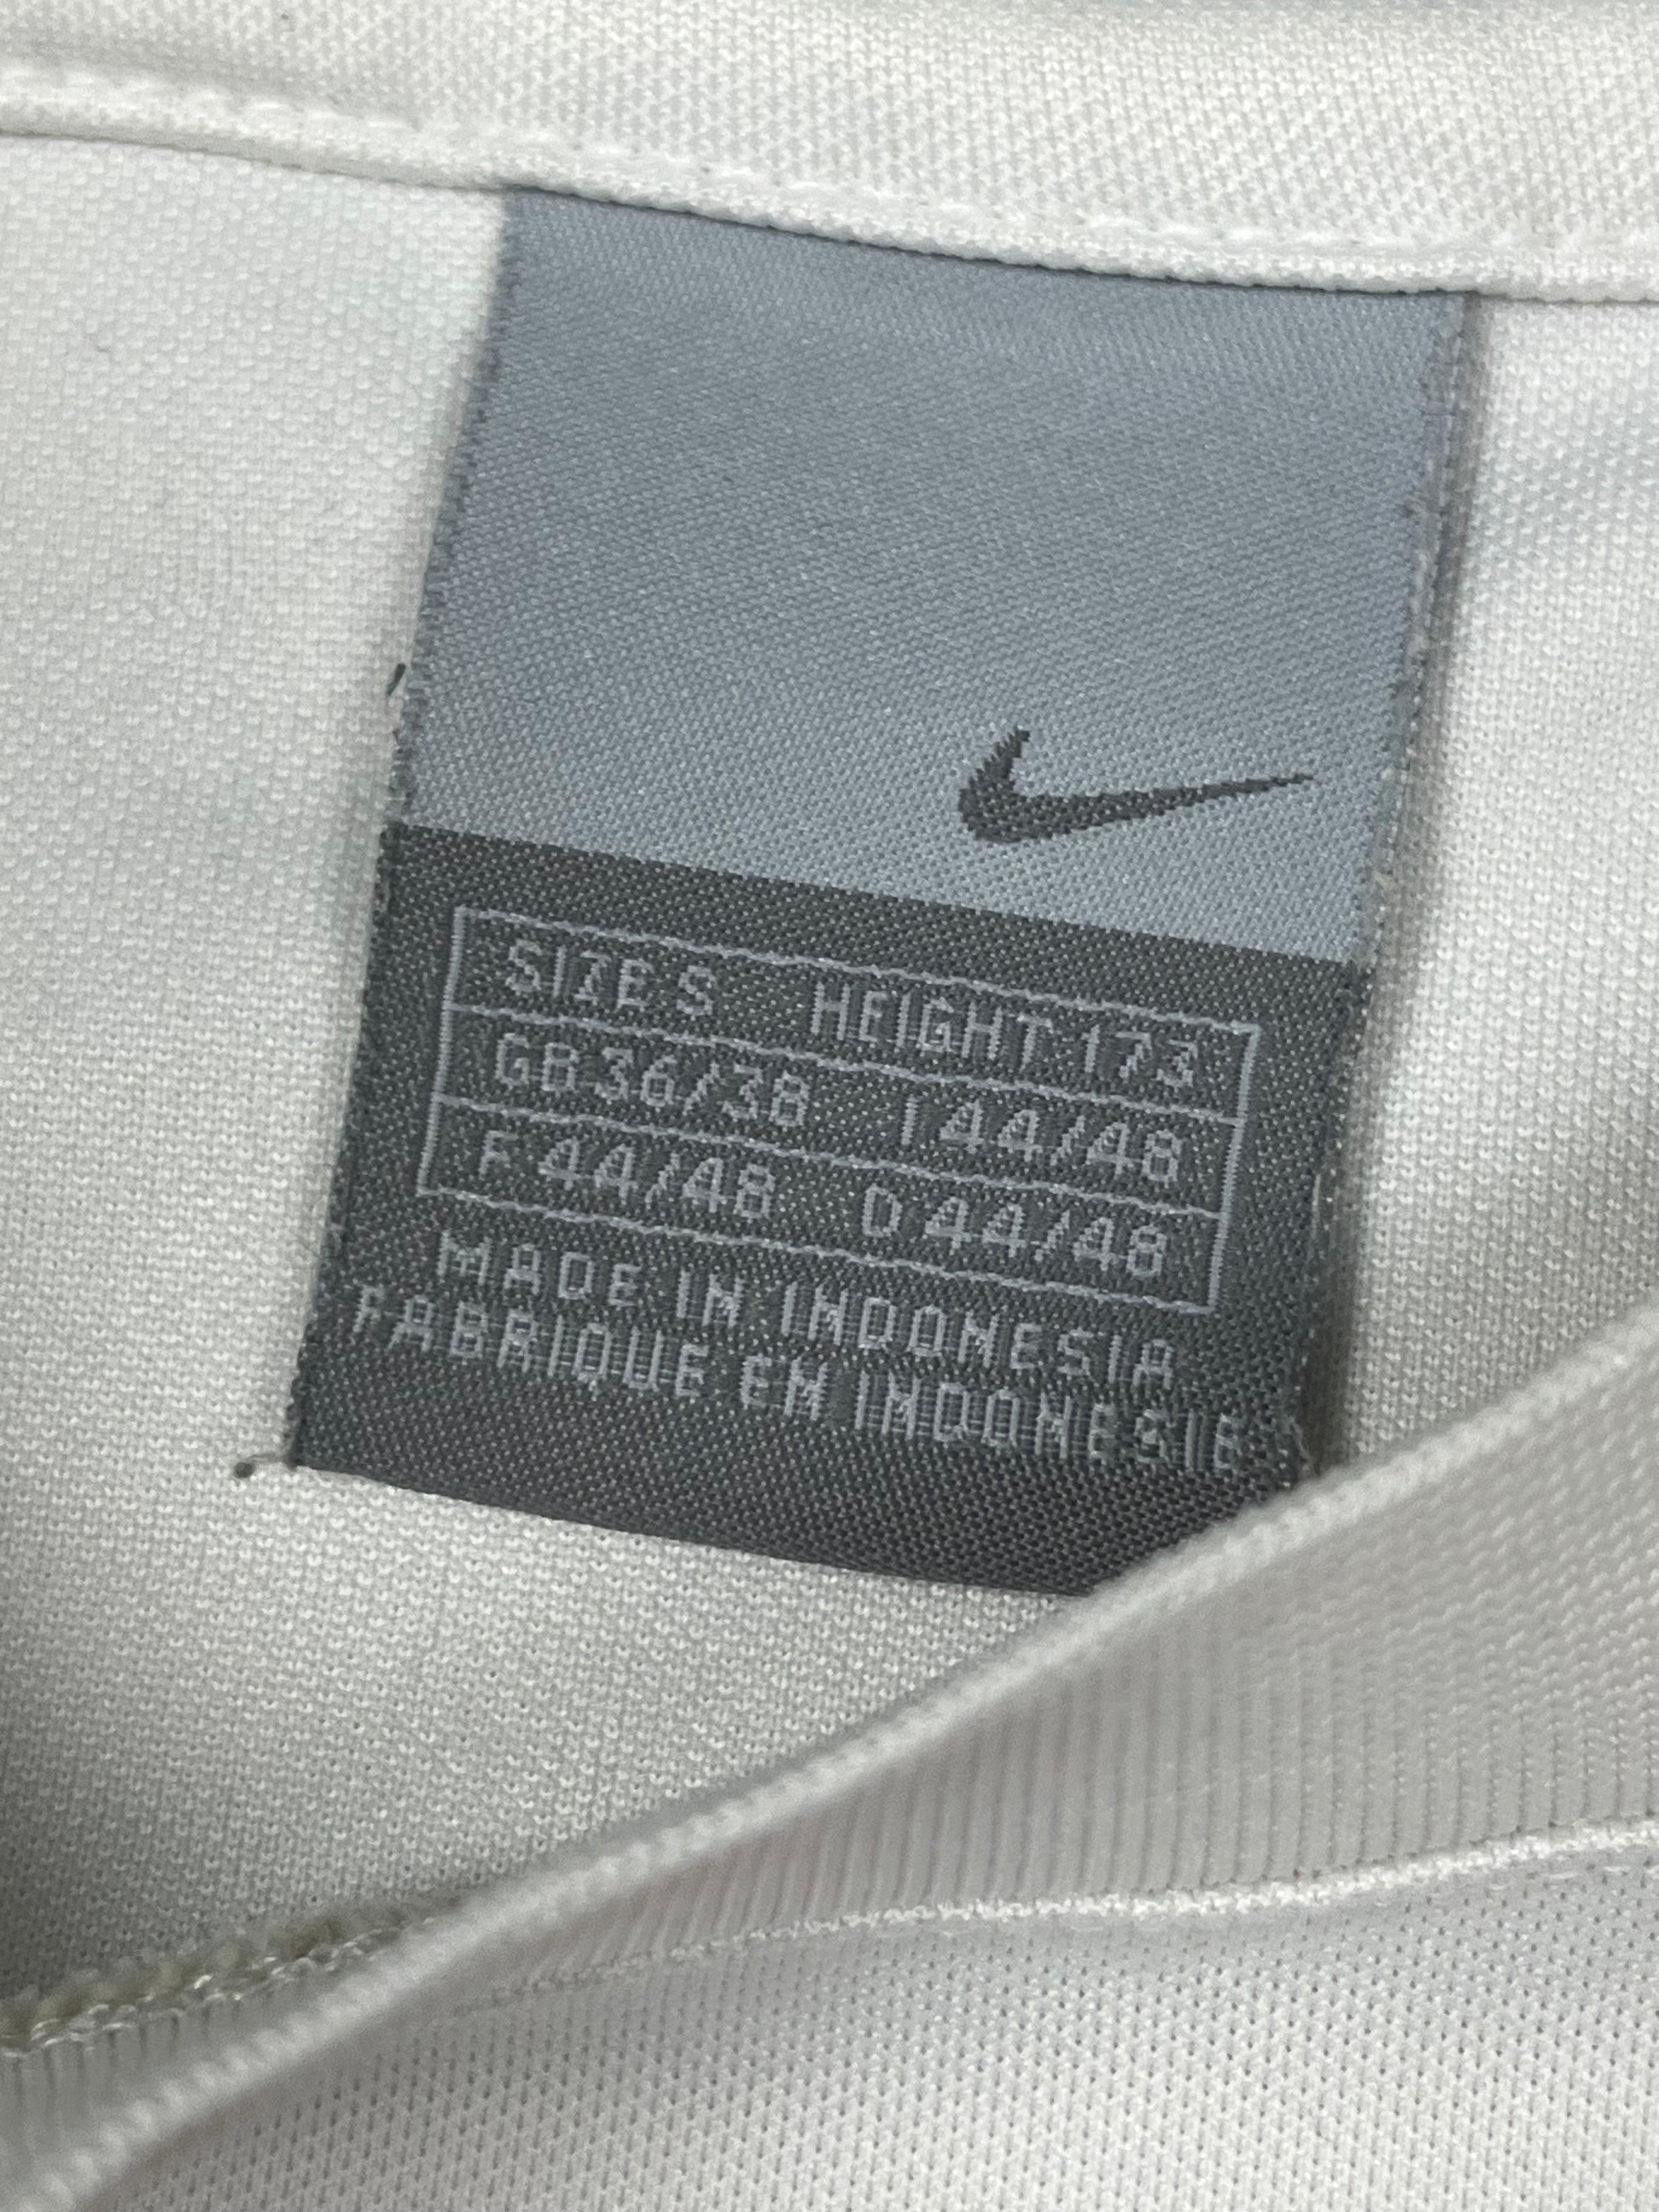 SIZE S HEIGHT 173
GB 36/38 I 44/48
F 44/48 D 44/48
MADE IN INDONESIA
FABRIQUE EN INDONESIE